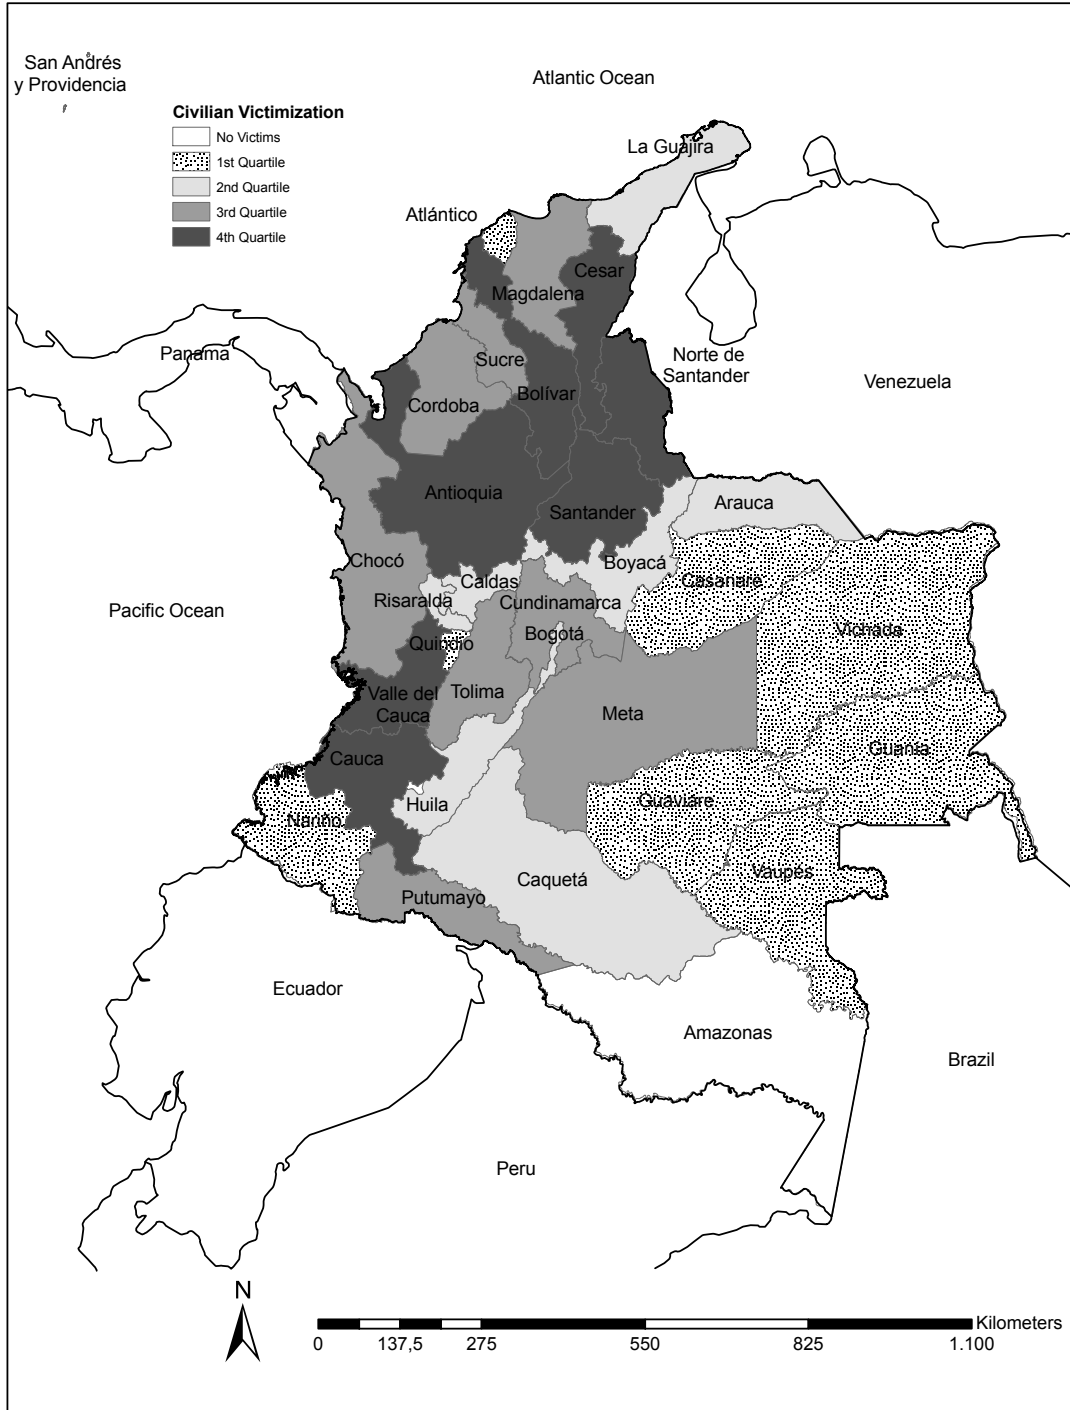 San Andrés
y Providencia
Atlantic Ocean
Civilian Victimization
No Victims
1st Quartile
2nd Quartile
3rd Quartile
4th Quartile
La Guajira
Atlántico
Cesar
Magdalena
Panama
Sucre
Norte de
Santander
Venezuela
Bolívar
Cordoba
Antioquia
Arauca
Santander
Chocó
Boyacá
Caldas
Casanare
Risaralda
Cundinamarca
Pacific Ocean
Bogotá
Vichada
Quindío
Tolima
Valle del
Cauca
Meta
Guania
Cauca
Huila
Guaviare
Nariño
Vaupés
Caquetá
Putumayo
Ecuador
Amazonas
Brazil
Peru
N
Kilometers
0 137,5 275 550 825 1.100